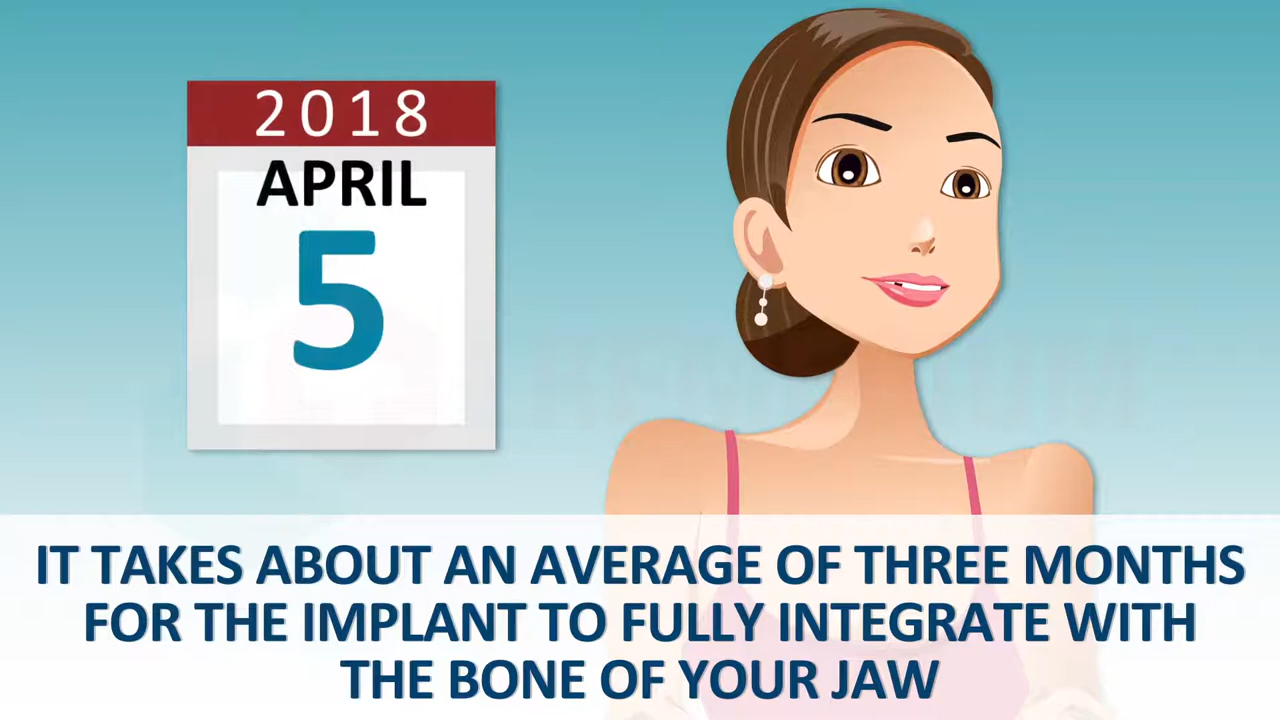 2018
APRIL
5
IT TAKES ABOUT AN AVERAGE OF THREE MONTHS
FOR THE IMPLANT TO FULLY INTEGRATE WITH
THE BONE OF YOUR JAW